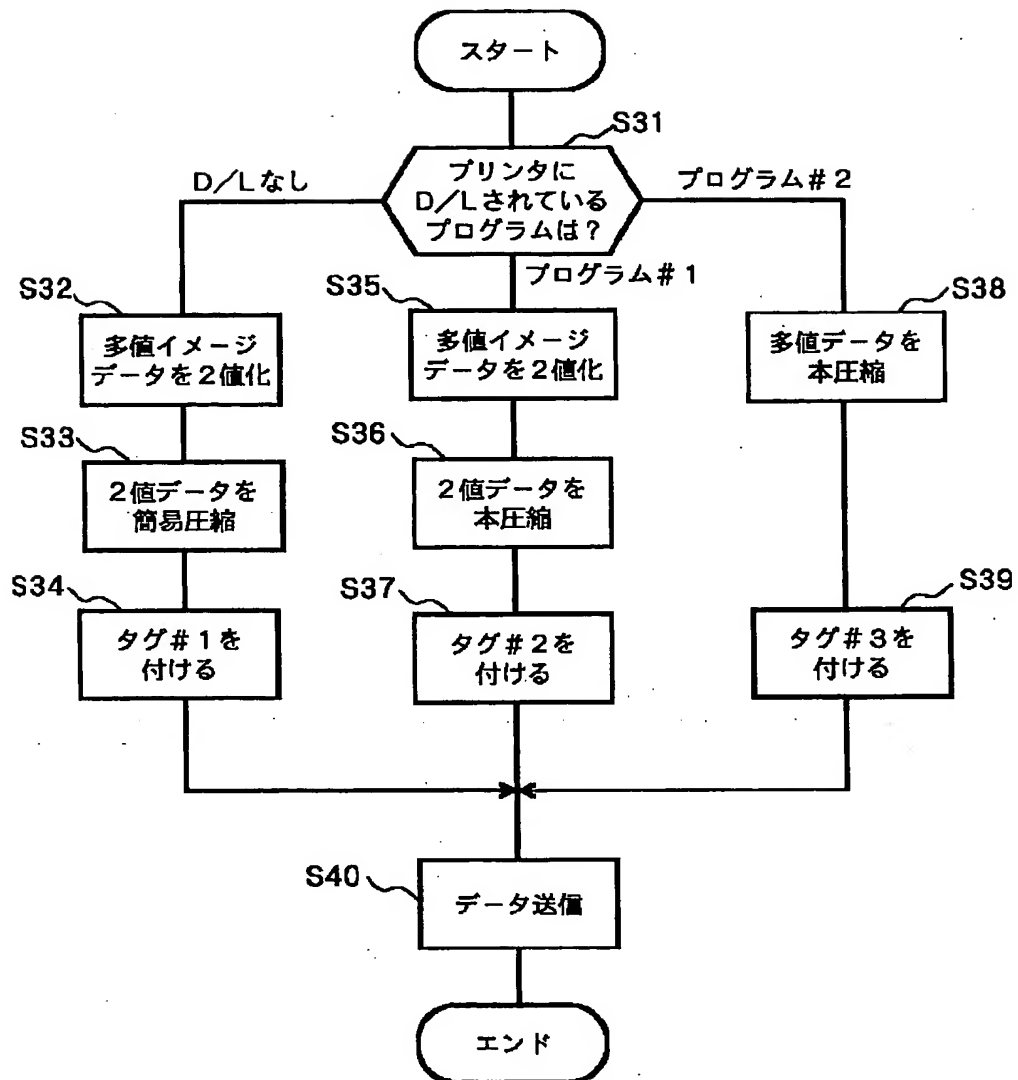 スタート
S31
プリンタに
D/Lされている
プログラムは?
D/Lなし
プログラム#2
プログラム#1
S32
多値イメージ
データを2値化
S35
多値イメージ
データを2値化
S38
多値データを
本圧縮
S33
2値データを
簡易圧縮
S36
2値データを
本圧縮
S34
タグ#1を
付ける
S37
タグ#2を
付ける
S39
タグ#3を
付ける
S40
データ送信
エンド